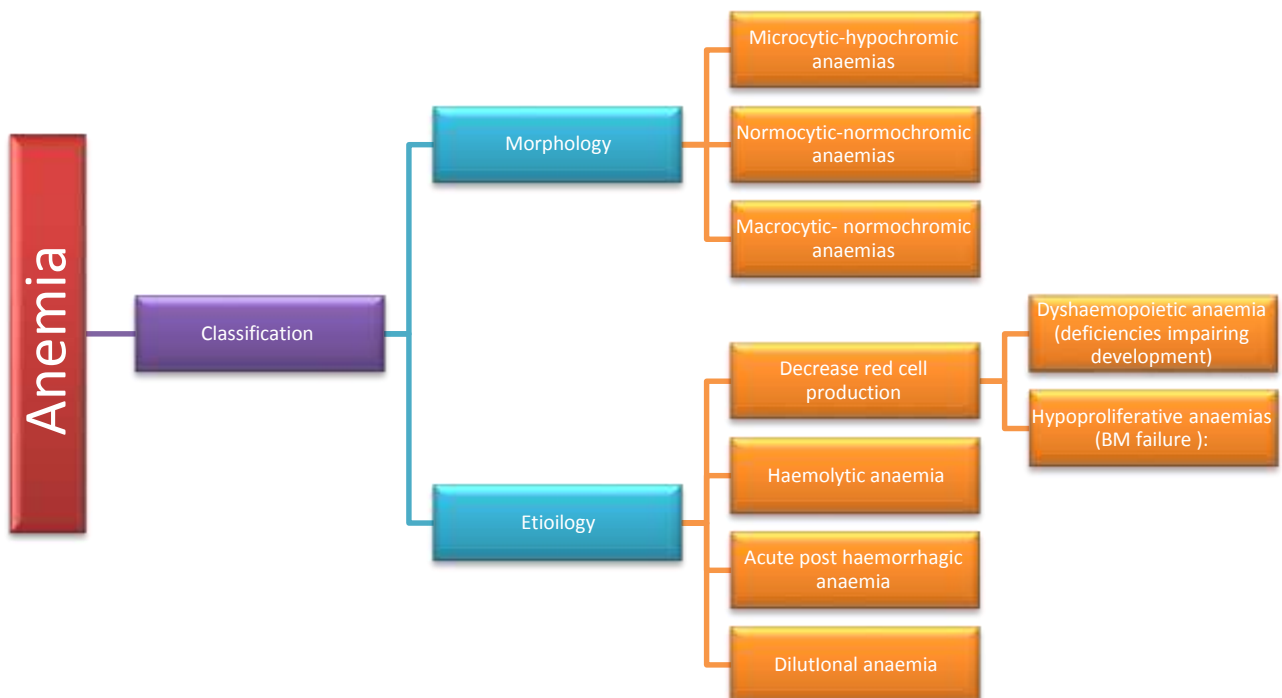 Anemia
Classification
Morphology
Microcytic-hypochromic
anaemias
Normocytic-normochromic
anaemias
Macrocytic- normochromic
anaemias
Etioilogy
Decrease red cell
production
Dyshaemopoietic anaemia
(deficiencies impairing
development)
Hypoproliferative anaemias
(BM failure ):
Haemolytic anaemia
Acute post haemorrhagic
anaemia
DilutIonal anaemia